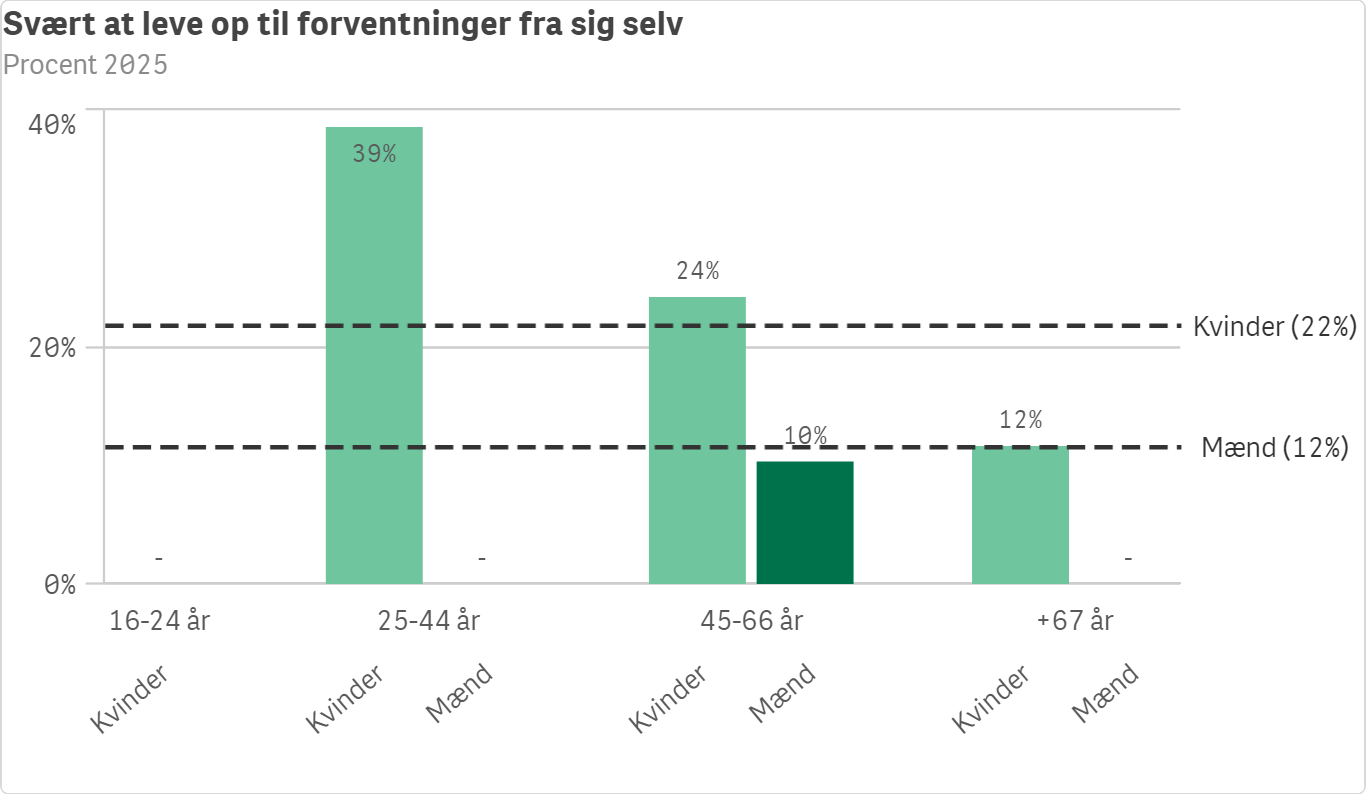 Svært at leve op til forventninger fra sig selv
Procent 2025
40%
39%
24%
Kvinder (22%)
20%
12%
10%
Mænd (12%)
-
-
-
0%
16-24 år
25-44 år
45-66 år
+67 år
Kvinder
Kvinder
Mænd
Kvinder
Mænd
Kvinder
Mænd